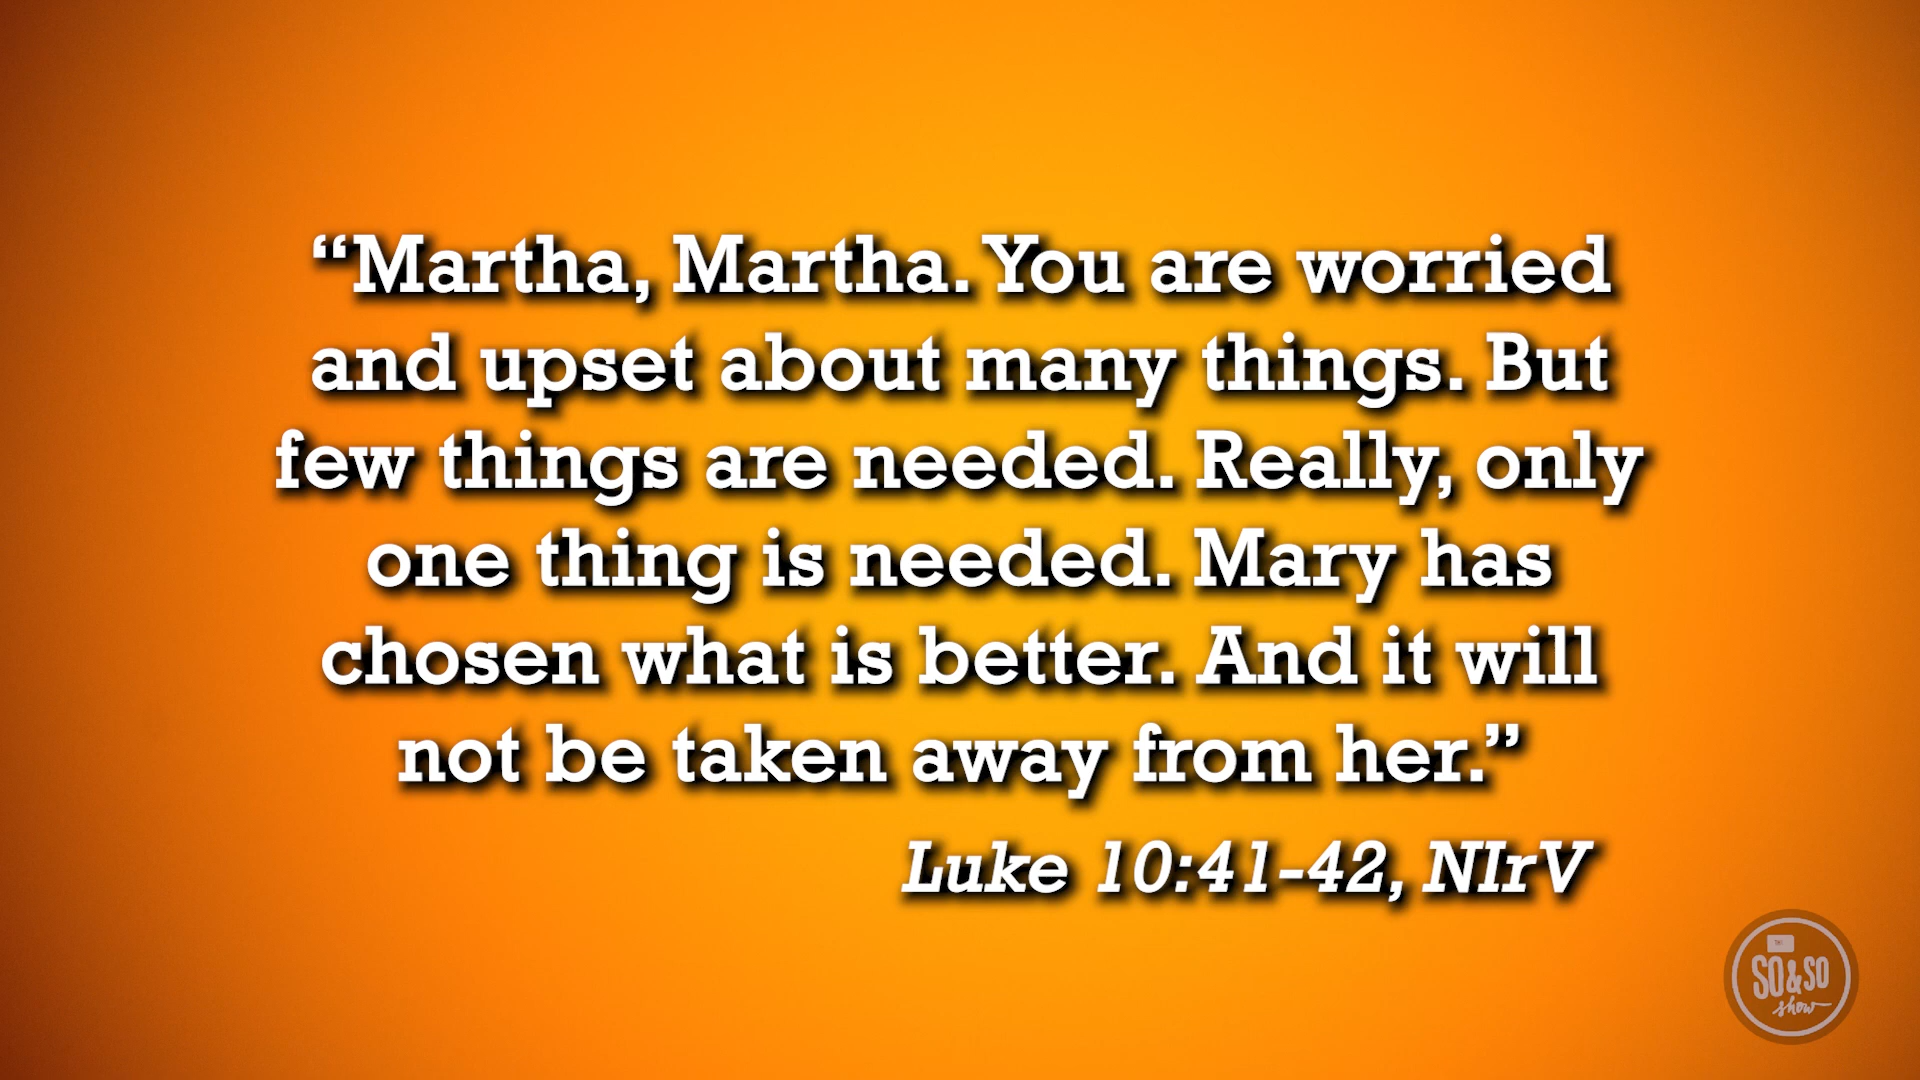 “Martha, Martha. You are worried
and upset about many things. But
few things are needed. Really, only
one thing is needed. Mary has
chosen what is better. And it will
not be taken away from her.”
Luke 10:41-42, NIrV
SO & SO
show